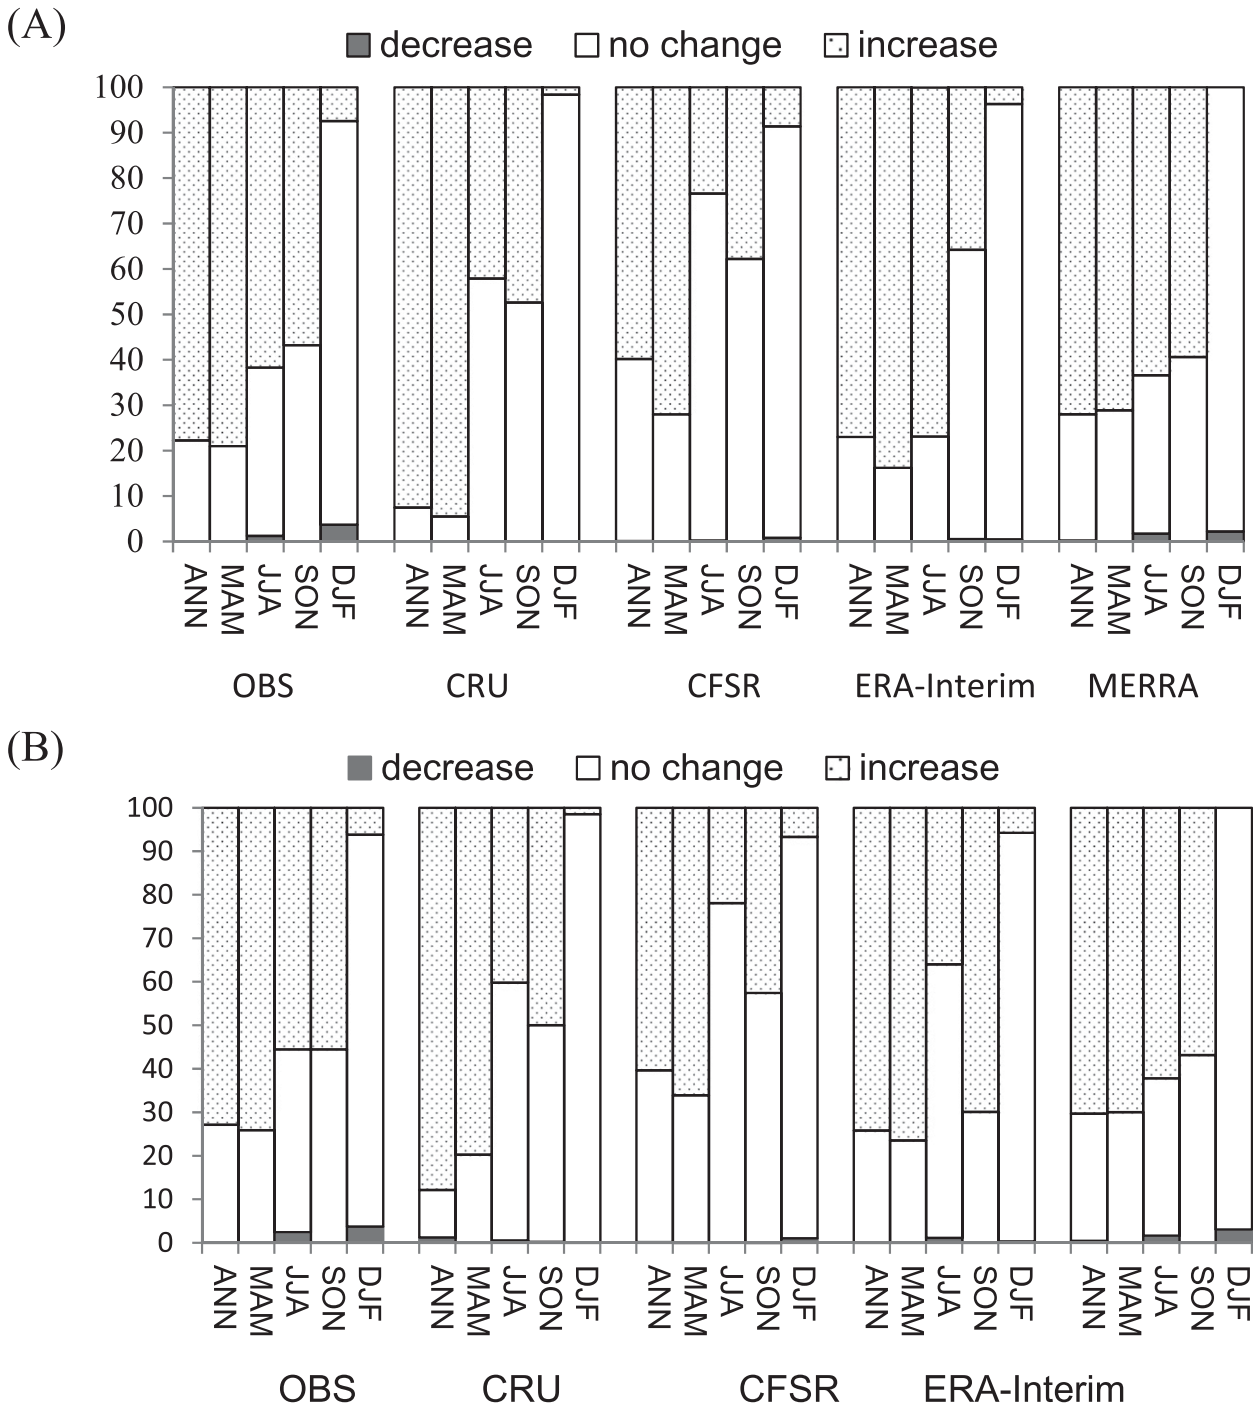 (A)
decrease no change increase
100
90
80
70
60
50
40
30
20
10
0
ANN MAM JJA SON DJF ANN MAM JJA SON DJF ANN MAM JJA SON DJF ANN MAM JJA SON DJF ANN MAM JJA SON DJF
OBS CRU CFSR ERA-Interim MERRA
(B)
decrease no change increase
100
90
80
70
60
50
40
30
20
10
0
ANN MAM JJA SON DJF ANN MAM JJA SON DJF ANN MAM JJA SON DJF ANN MAM JJA SON DJF ANN MAM JJA SON DJF
OBS CRU CFSR ERA-Interim